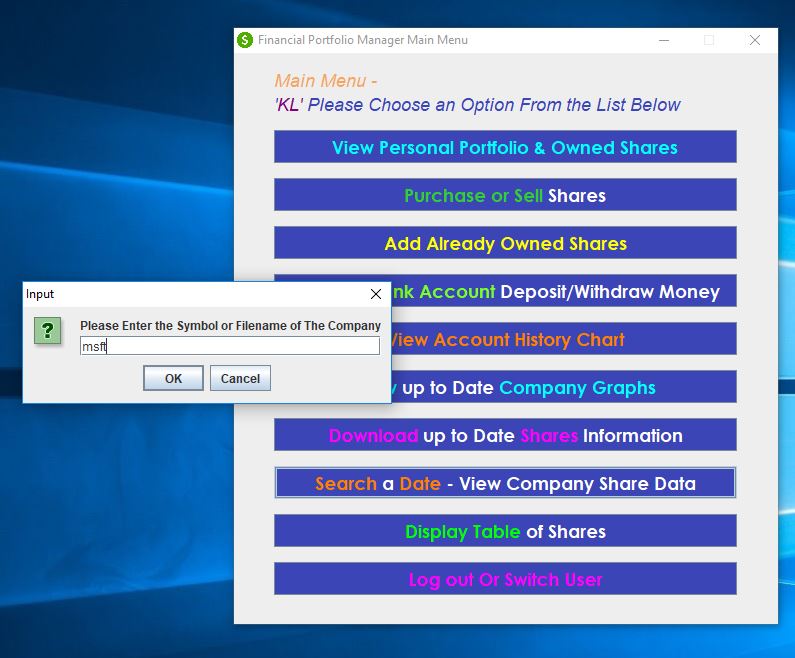 Financial Portfolio Manager Main Menu
Main Menu -
'KL' Please Choose an Option From the List Below
View Personal Portfolio & Owned Shares
Purchase or Sell Shares
Add Already Owned Shares
nk Account Deposit/Withdraw Money
View Account History Chart
up to Date Company Graphs
Download up to Date Shares Information
Search a Date - View Company Share Data
Display Table of Shares
Log out Or Switch User
Input
Please Enter the Symbol or Filename of The Company
msft
OK Cancel